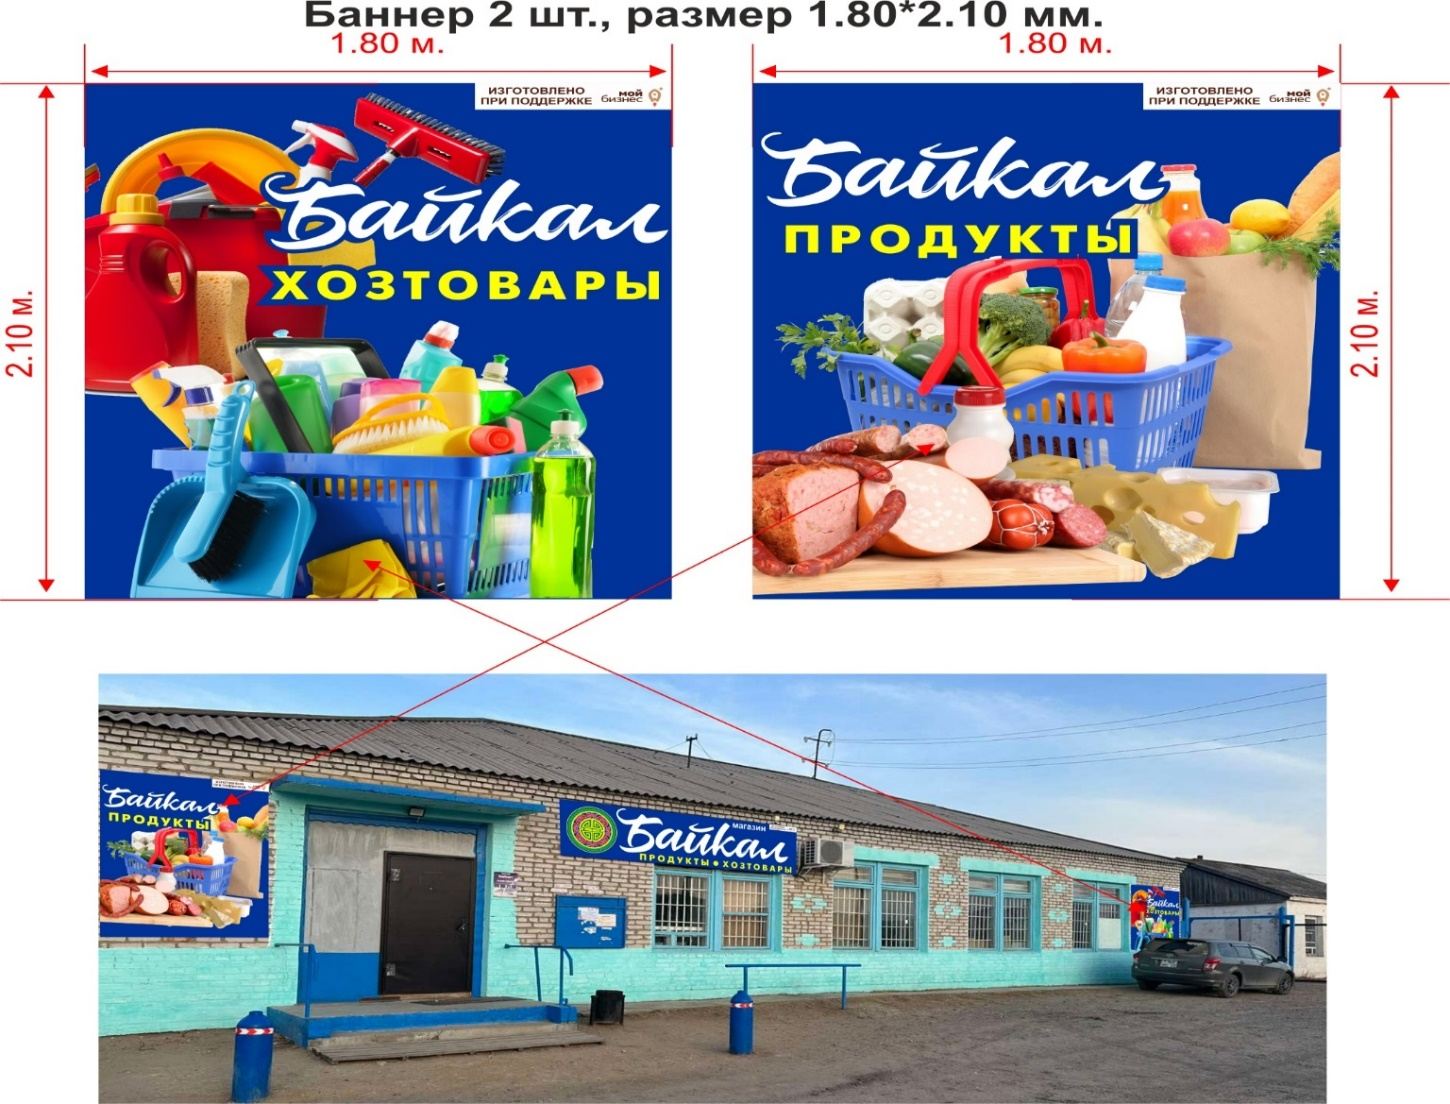 Баннер 2 шт., размер 1.80*2.10 мм.
1.80 м.
1.80 м.
2.10 м.
ИЗГОТОВЛЕНО
ПРИ ПОДДЕРЖКЕ
мой
бизнес
Байкал
ХОЗТОВАРЫ
ИЗГОТОВЛЕНО
ПРИ ПОДДЕРЖКЕ
мой
бизнес
Байкал
ПРОДУКТЫ
2.10 м.
Байкал
ПРОДУКТЫ
магазин
Байкал
ПРОДУКТЫ • ХОЗТОВАРЫ
Байкал
ХОЗТОВАРЫ